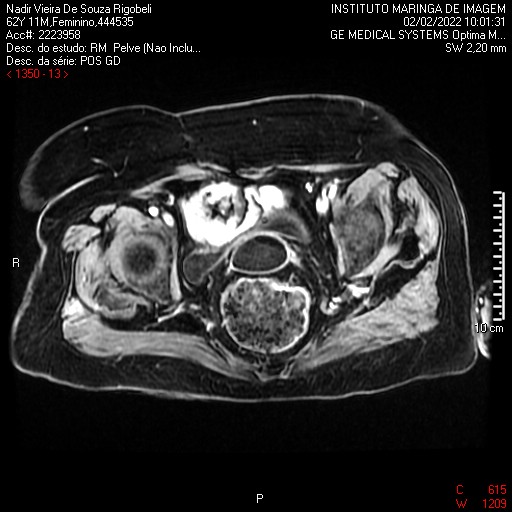 Nadir Vieira De Souza Rigobeli
62Y 11M,Feminino,444535
Acc#: 2223958
Desc. do estudo: RM  Pelve (Nao Inclu...
Desc. da série: POS GD
< 1350 - 13 >
INSTITUTO MARINGA DE IMAGEM
02/02/2022 10:01:31
GE MEDICAL SYSTEMS Optima M...
SW 2,20 mm
R
10 cm
P
C 615
W 1209